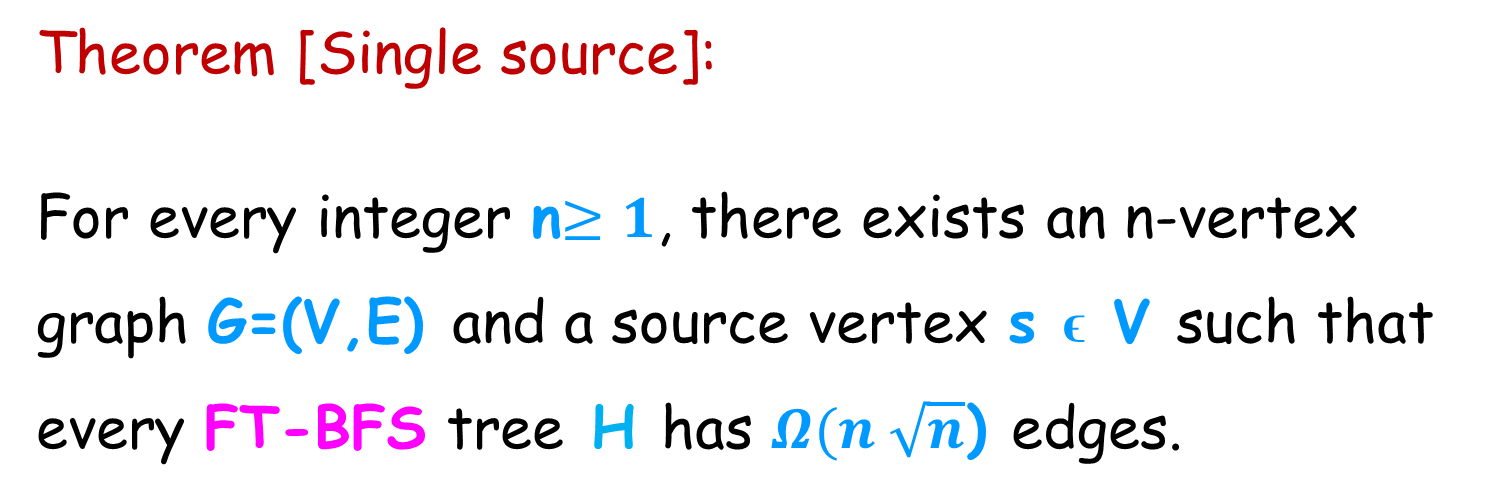 Theorem [Single source]:
For every integer n≥ 1, there exists an n-vertex
graph G=(V,E) and a source vertex s ϵ V such that
every FT-BFS tree H has Ω(n √n) edges.